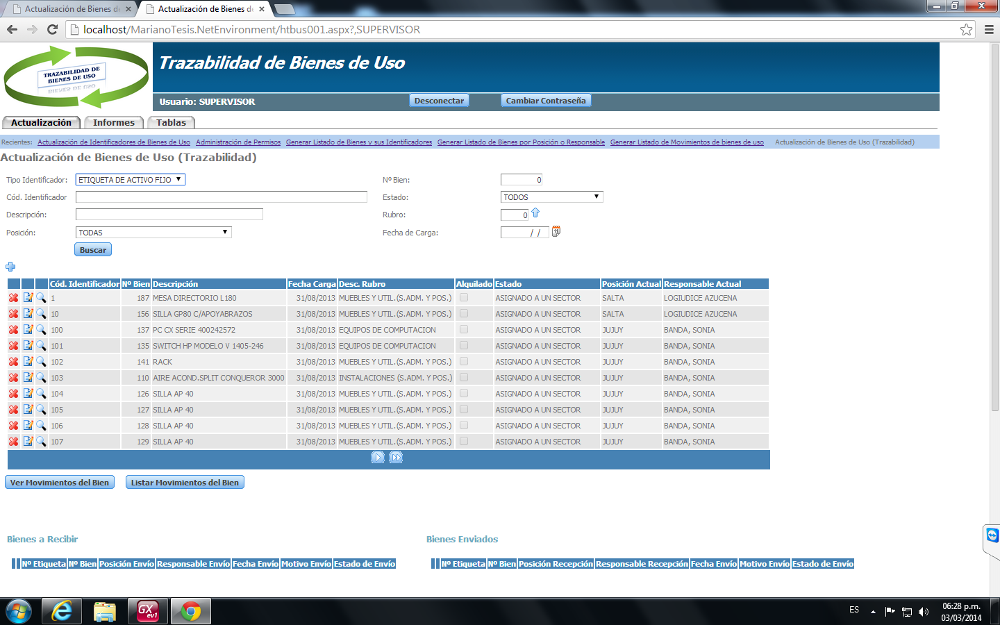 Actualización de Bienes de
Actualización de Bienes de
localhost/MarianoTesis.NetEnvironment/htbus001.aspx?,SUPERVISOR
TRAZABILIDAD DE
BIENES DE USO
Trazabilidad de Bienes de Uso
Usuario: SUPERVISOR
Desconectar
Cambiar Contraseña
Actualización Informes Tablas
Recientes: Actualización de Identificadores de Bienes de Uso Administración de Permisos Generar Listado de Bienes y sus Identificadores Generar Listado de Bienes por Posición o Responsable Generar Listado de Movimientos de bienes de uso Actualización de Bienes de Uso (Trazabilidad)
Actualización de Bienes de Uso (Trazabilidad)
Tipo Identificador: ETIQUETA DE ACTIVO FIJO Nº Bien: 0
Cód. Identificador Estado: TODOS
Descripción: Rubro: 0
Posición: TODAS Fecha de Carga: / / 11
Buscar
Cód. Identificador Nº Bien Descripción Fecha Carga Desc. Rubro Alquilado Estado Posición Actual Responsable Actual
1 187 MESA DIRECTORIO L180 31/08/2013 MUEBLES Y UTIL.(S.ADM. Y POS.) ASIGNADO A UN SECTOR SALTA LOGIUDICE AZUCENA
10 156 SILLA GP80 C/APOYABRAZOS 31/08/2013 MUEBLES Y UTIL.(S.ADM. Y POS.) ASIGNADO A UN SECTOR SALTA LOGIUDICE AZUCENA
100 137 PC CX SERIE 400242572 31/08/2013 EQUIPOS DE COMPUTACION ASIGNADO A UN SECTOR JUJUY BANDA, SONIA
101 135 SWITCH HP MODELO V 1405-246 31/08/2013 EQUIPOS DE COMPUTACION ASIGNADO A UN SECTOR JUJUY BANDA, SONIA
102 141 RACK 31/08/2013 MUEBLES Y UTIL.(S.ADM. Y POS.) ASIGNADO A UN SECTOR JUJUY BANDA, SONIA
103 110 AIRE ACOND.SPLIT CONQUEROR 3000 31/08/2013 INSTALACIONES (S.ADM. Y POS.) ASIGNADO A UN SECTOR JUJUY BANDA, SONIA
104 126 SILLA AP 40 31/08/2013 MUEBLES Y UTIL.(S.ADM. Y POS.) ASIGNADO A UN SECTOR JUJUY BANDA, SONIA
105 127 SILLA AP 40 31/08/2013 MUEBLES Y UTIL.(S.ADM. Y POS.) ASIGNADO A UN SECTOR JUJUY BANDA, SONIA
106 128 SILLA AP 40 31/08/2013 MUEBLES Y UTIL.(S.ADM. Y POS.) ASIGNADO A UN SECTOR JUJUY BANDA, SONIA
107 129 SILLA AP 40 31/08/2013 MUEBLES Y UTIL.(S.ADM. Y POS.) ASIGNADO A UN SECTOR JUJUY BANDA, SONIA
Ver Movimientos del Bien Listar Movimientos del Bien
Bienes a Recibir
Nº Etiqueta Nº Bien Posición Envío Responsable Envío Fecha Envío Motivo Envío Estado de Envío
Bienes Enviados
Nº Etiqueta Nº Bien Posición Recepción Responsable Recepción Fecha Envío Motivo Envío Estado de Envío
GX
ev1
ES
06:28 p.m.
03/03/2014